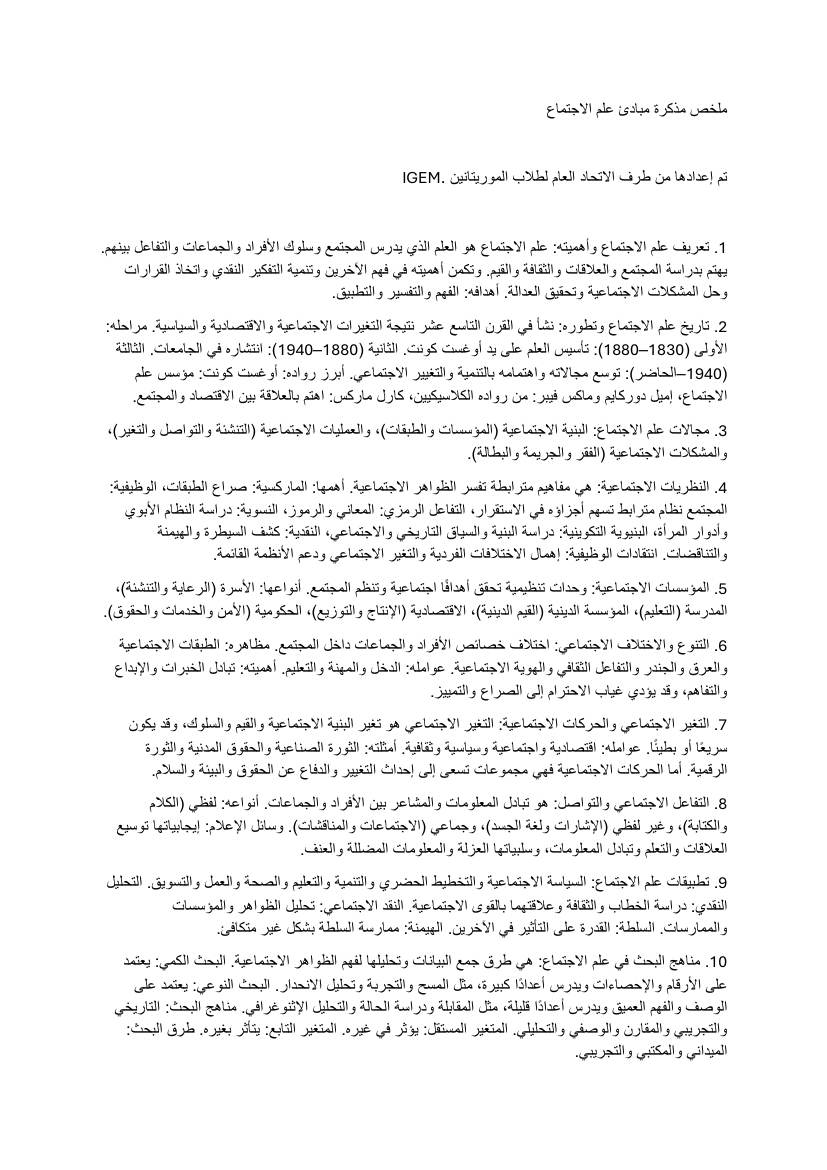 ملخص مذكرة مبادئ علم الاجتماع
تم إعدادها من طرف الاتحاد العام لطلاب الموريتانين .IGEM
1. تعريف علم الاجتماع وأهميته: علم الاجتماع هو العلم الذي يدرس المجتمع وسلوك الأفراد والجماعات والتفاعل بينهم.
يهتم بدراسة المجتمع والعلاقات والثقافة والقيم. وتكمن أهميته في فهم الآخرين وتنمية التفكير النقدي واتخاذ القرارات
وحل المشكلات الاجتماعية وتحقيق العدالة. أهدافه: الفهم والتفسير والتطبيق.
2. تاريخ علم الاجتماع وتطوره: نشأ في القرن التاسع عشر نتيجة التغيرات الاجتماعية والاقتصادية والسياسية. مراحله:
الأولى (1830–1880): تأسيس العلم على يد أوغست كونت. الثانية (1880–1940): انتشاره في الجامعات. الثالثة
(1940–الحاضر): توسع مجالاته واهتمامه بالتنمية والتغيير الاجتماعي. أبرز رواده: أوغست كونت: مؤسس علم
الاجتماع، إميل دوركايم وماكس فيبر: من رواده الكلاسيكيين، كارل ماركس: اهتم بالعلاقة بين الاقتصاد والمجتمع.
3. مجالات علم الاجتماع: البنية الاجتماعية (المؤسسات والطبقات)، والعمليات الاجتماعية (التنشئة والتواصل والتغير)،
والمشكلات الاجتماعية (الفقر والجريمة والبطالة).
4. النظريات الاجتماعية: هي مفاهيم مترابطة تفسر الظواهر الاجتماعية. أهمها: الماركسية: صراع الطبقات، الوظيفية:
المجتمع نظام مترابط تسهم أجزاؤه في الاستقرار، التفاعل الرمزي: المعاني والرموز، النسوية: دراسة النظام الأبوي
وأدوار المرأة، البنيوية التكوينية: دراسة البنية والسياق التاريخي والاجتماعي، النقدية: كشف السيطرة والهيمنة
والتناقضات. انتقادات الوظيفية: إهمال الاختلافات الفردية والتغير الاجتماعي ودعم الأنظمة القائمة.
5. المؤسسات الاجتماعية: وحدات تنظيمية تحقق أهدافًا اجتماعية وتنظم المجتمع. أنواعها: الأسرة (الرعاية والتنشئة)،
المدرسة (التعليم)، المؤسسة الدينية (القيم الدينية)، الاقتصادية (الإنتاج والتوزيع)، الحكومية (الأمن والخدمات والحقوق).
6. التنوع والاختلاف الاجتماعي: اختلاف خصائص الأفراد والجماعات داخل المجتمع. مظاهره: الطبقات الاجتماعية
والعرق والجندر والتفاعل الثقافي والهوية الاجتماعية. عوامله: الدخل والمهنة والتعليم. أهميته: تبادل الخبرات والإبداع
والتفاهم، وقد يؤدي غياب الاحترام إلى الصراع والتمييز.
7. التغير الاجتماعي والحركات الاجتماعية: التغير الاجتماعي هو تغير البنية الاجتماعية والقيم والسلوك، وقد يكون
سريعًا أو بطيئًا. عوامله: اقتصادية واجتماعية وسياسية وثقافية. أمثلته: الثورة الصناعية والحقوق المدنية والثورة
الرقمية. أما الحركات الاجتماعية فهي مجموعات تسعى إلى إحداث التغيير والدفاع عن الحقوق والبيئة والسلام.
8. التفاعل الاجتماعي والتواصل: هو تبادل المعلومات والمشاعر بين الأفراد والجماعات. أنواعه: لفظي (الكلام
والكتابة)، وغير لفظي (الإشارات ولغة الجسد)، وجماعي (الاجتماعات والمناقشات). وسائل الإعلام: إيجابياتها توسيع
العلاقات والتعلم وتبادل المعلومات، وسلبياتها العزلة والمعلومات المضللة والعنف.
9. تطبيقات علم الاجتماع: السياسة الاجتماعية والتخطيط الحضري والتنمية والتعليم والصحة والعمل والتسويق. التحليل
النقدي: دراسة الخطاب والثقافة وعلاقتهما بالقوى الاجتماعية. النقد الاجتماعي: تحليل الظواهر والمؤسسات
والممارسات. السلطة: القدرة على التأثير في الآخرين. الهيمنة: ممارسة السلطة بشكل غير متكافئ.
10. مناهج البحث في علم الاجتماع: هي طرق جمع البيانات وتحليلها لفهم الظواهر الاجتماعية. البحث الكمي: يعتمد
على الأرقام والإحصاءات ويدرس أعدادًا كبيرة، مثل المسح والتجربة وتحليل الانحدار. البحث النوعي: يعتمد على
الوصف والفهم العميق ويدرس أعدادًا قليلة، مثل المقابلة ودراسة الحالة والتحليل الإثنوغرافي. مناهج البحث: التاريخي
والتجريبي والمقارن والوصفي والتحليلي. المتغير المستقل: يؤثر في غيره. المتغير التابع: يتأثر بغيره. طرق البحث:
الميداني والمكتبي والتجريبي.